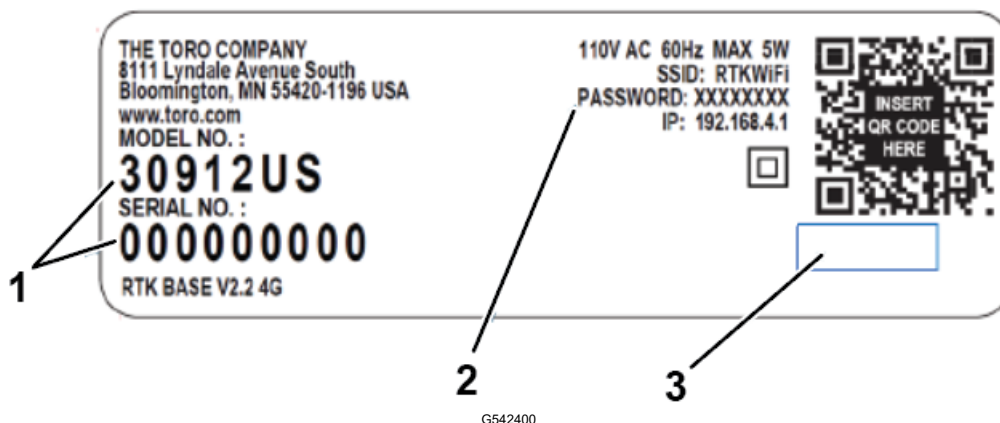 THE TORO COMPANY
8111 Lyndale Avenue South
Bloomington, MN 55420-1196 USA
www.toro.com
MODEL NO. :
30912US
SERIAL NO. :
000000000
RTK BASE V2.2 4G
110V AC 60Hz MAX 5W
SSID: RTKWiFi
PASSWORD: XXXXXXXX
IP: 192.168.4.1
INSERT
QR CODE
HERE
1
2
3
G542400